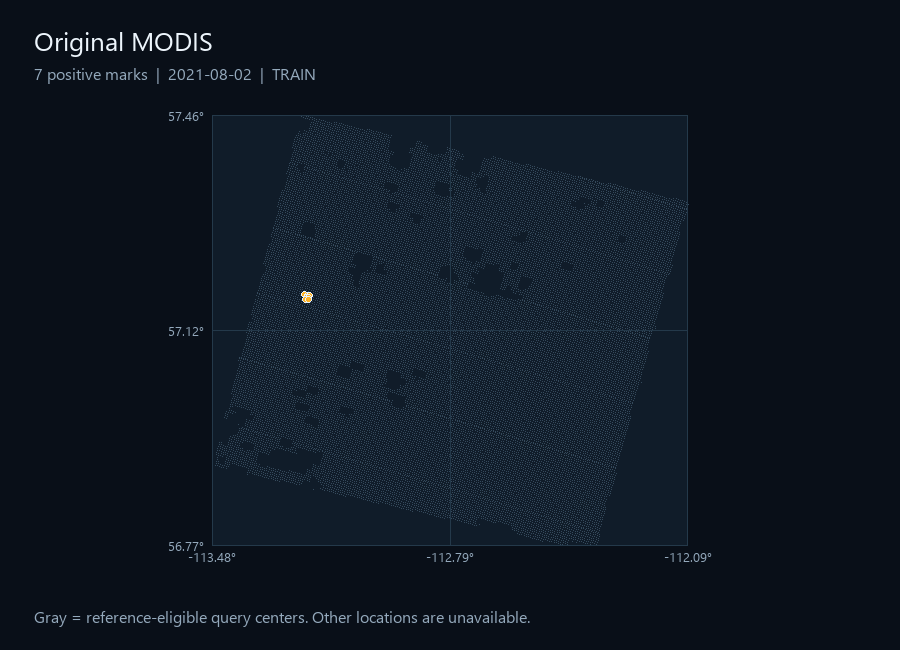 Original MODIS
7 positive marks | 2021-08-02 | TRAIN
57.46°
57.12°
56.77°
-113.48°
-112.79°
-112.09°
Gray = reference-eligible query centers. Other locations are unavailable.